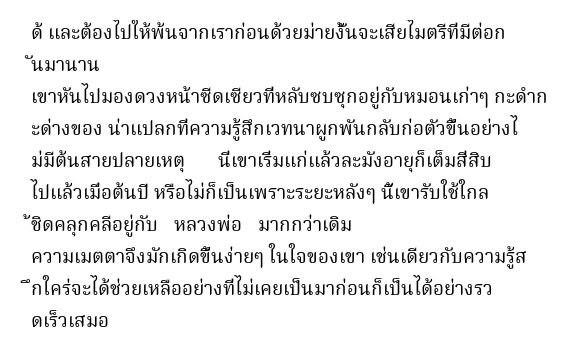 ด้ และต้องไปให้พ้นจากเราก่อนด้วยม่ายงั้นจะเสียไมตรีที่มีต่อก
ันมานาน
เขาหันไปมองดวงหน้าซีดเซียวที่หลับซบซุกอยู่กับหมอนเก่าๆ กะดำก
ะด่างของ น่าแปลกที่ความรู้สึกเวทนาผูกพันกลับก่อตัวขึ้นอย่างไ
ม่มีต้นสายปลายเหตุ นี่เขาเริ่มแก่แล้วละมังอายุก็เต็มสี่สิบ
ไปแล้วเมื่อต้นปี หรือไม่ก็เป็นเพราะระยะหลังๆ นี้เขารับใช้ใกล
้ชิดคลุกคลีอยู่กับ หลวงพ่อ มากกว่าเดิม
ความเมตตาจึงมักเกิดขึ้นง่ายๆ ในใจของเขา เช่นเดียวกับความรู้ส
ึกใคร่จะได้ช่วยเหลืออย่างที่ไม่เคยเป็นมาก่อนก็เป็นได้อย่างรว
ดเร็วเสมอ